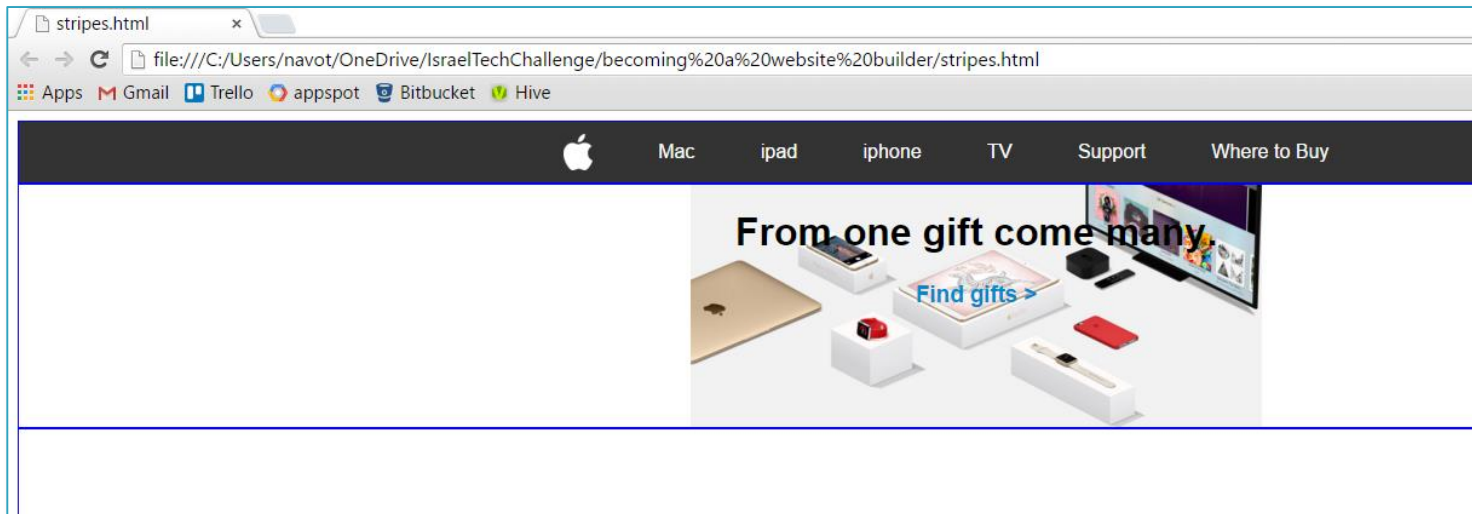 stripes.html
file:///C:/Users/navot/OneDrive/IsraelTechChallenge/becoming%20a%20website%20builder/stripes.html
Apps Gmail Trello appspot Bitbucket Hive
Mac ipad iphone TV Support Where to Buy
From one gift come many.
Find gifts >